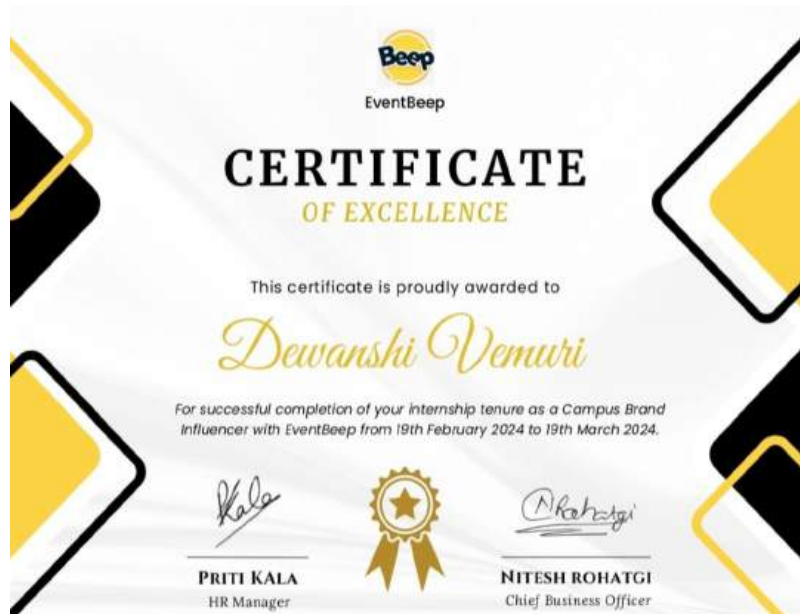 Beep
EventBeep
CERTIFICATE
OF EXCELLENCE
This certificate is proudly awarded to
Dewanshi Vemuri
For successful completion of your internship tenure as a Campus Brand
Influencer with EventBeep from 19th February 2024 to 19th March 2024.
PKala NRohatgi
PRITI KALA NITESH ROHATGI
HR Manager Chief Business Officer